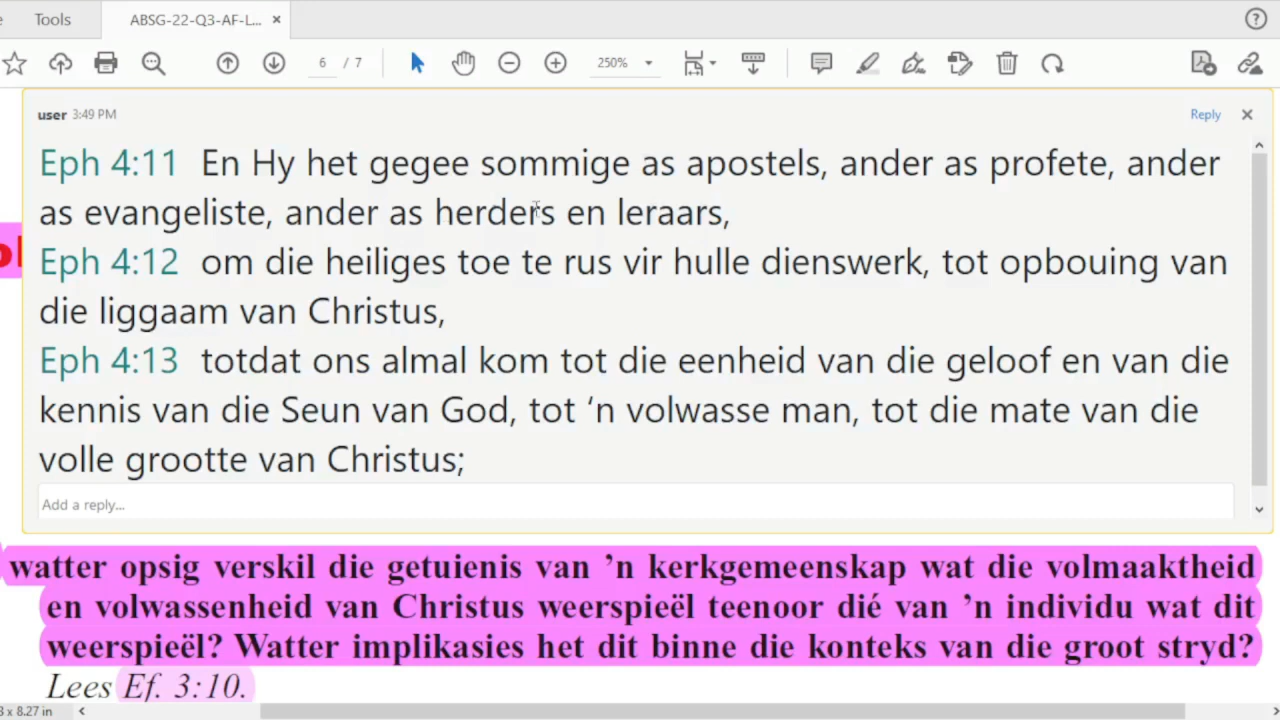 Tools
ABSG-22-Q3-AF-L... ×
6 / 7
250%
user 3:49 PM
Reply
Eph 4:11 En Hy het gegee sommige as apostels, ander as profete, ander
as evangeliste, ander as herders en leraars,
Eph 4:12 om die heiliges toe te rus vir hulle dienswerk, tot opbouing van
die liggaam van Christus,
Eph 4:13 totdat ons almal kom tot die eenheid van die geloof en van die
kennis van die Seun van God, tot ‘n volwasse man, tot die mate van die
volle grootte van Christus;
Add a reply...
watter opsig verskil die getuienis van ’n kerkgemeenskap wat die volmaaktheid
en volwassenheid van Christus weerspieël teenoor dié van ’n individu wat dit
weerspieël? Watter implikasies het dit binne die konteks van die groot stryd?
Lees Ef. 3:10.
x 8.27 in